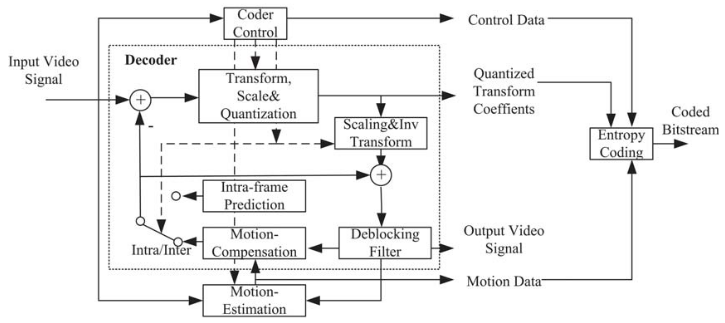 Coder
Control
Control Data
Input Video
Signal
Decoder
Transform,
Scale&
Quantization
Quantized
Transform
Coeffients
Coded
Bitstream
Entropy
Coding
-
Scaling&Inv
Transform
+
+
Intra-frame
Prediction
Intra/Inter
Motion-
Compensation
Deblocking
Filter
Output Video
Signal
Motion Data
Motion-
Estimation